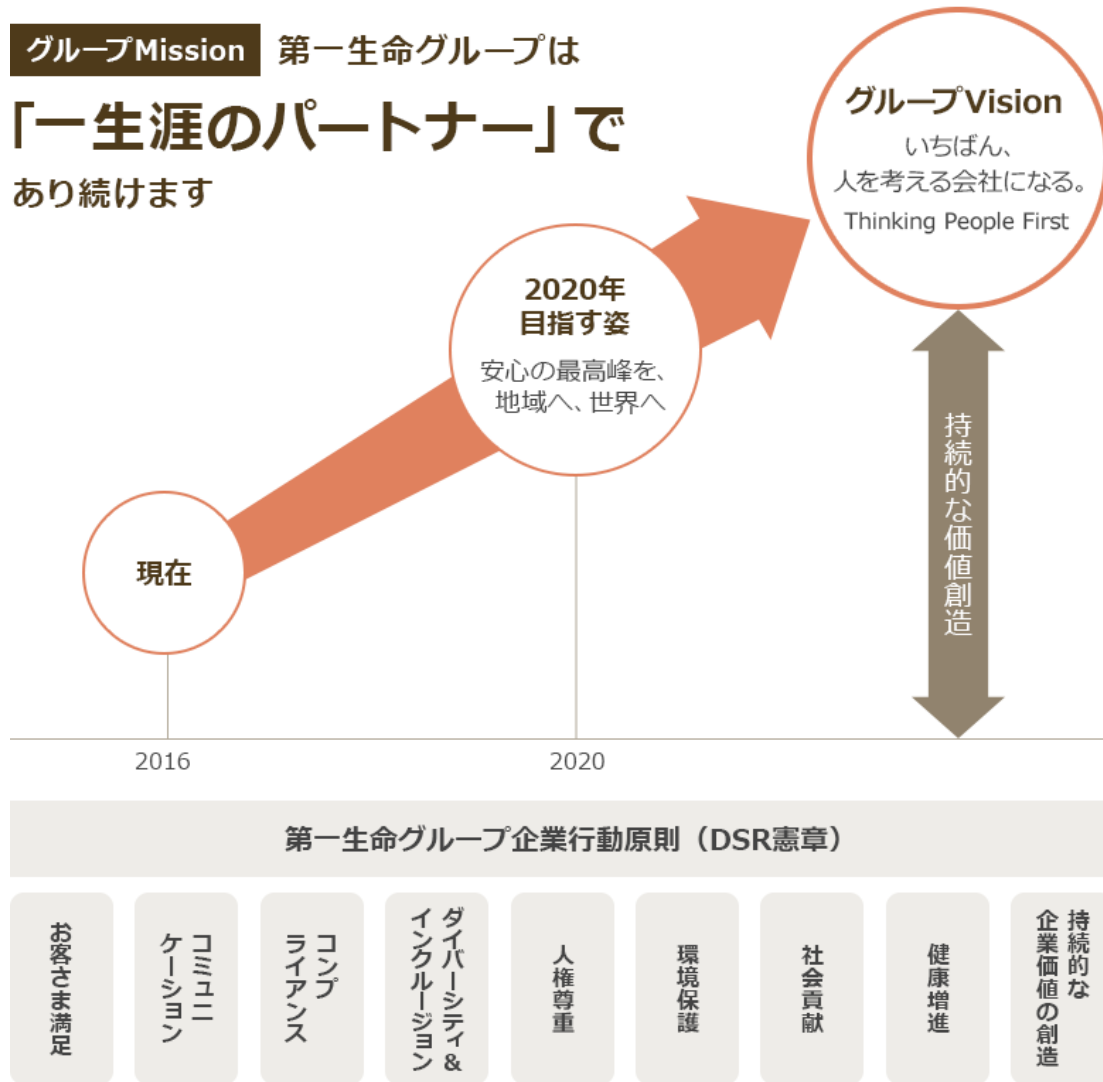 グループMission 第一生命グループは
「一生涯のパートナー」で
あり続けます
グループVision
いちばん、
人を考える会社になる。
Thinking People First
2020年
目指す姿
安心の最高峰を、
地域へ、世界へ
現在
持続的な価値創造
2016
2020
第一生命グループ企業行動原則（DSR憲章）
お客さま満足
コミュニ
ケーション
コンプ
ライアンス
ダイバーシティ&
インクルージョン
人権尊重
環境保護
社会貢献
健康増進
持続的な
企業価値の創造